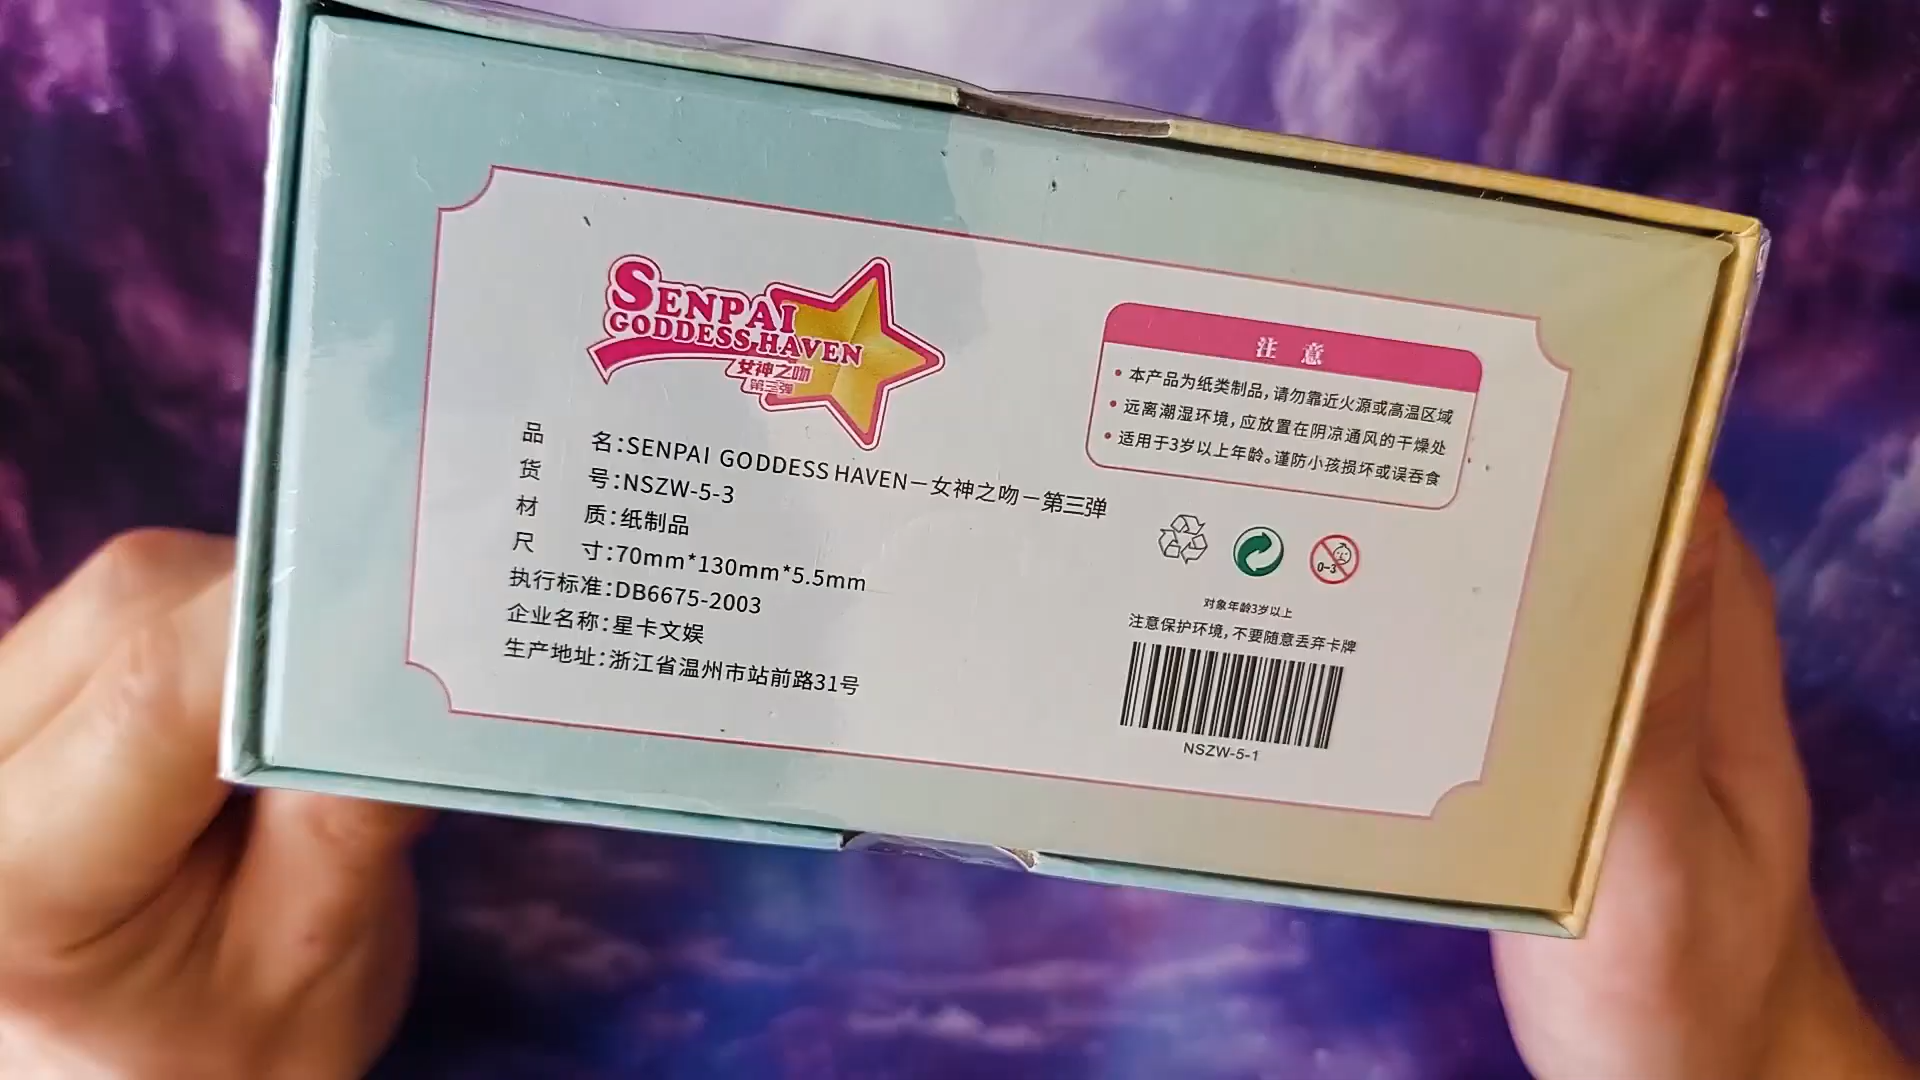 SENPAI
GODDESS HAVEN
女神之吻
第三弹
品 名:SENPAI GODDESS HAVEN－女神之吻－第三弹
货 号:NSZW-5-3
材 质:纸制品
尺 寸:70mm*130mm*5.5mm
执行标准:DB6675-2003
企业名称:星卡文娱
生产地址:浙江省温州市站前路31号
注 意
• 本产品为纸类制品,请勿靠近火源或高温区域
• 远离潮湿环境,应放置在阴凉通风的干燥处
• 适用于3岁以上年龄。谨防小孩损坏或误吞食
0-3
对象年龄3岁以上
注意保护环境,不要随意丢弃卡牌
NSZW-5-1